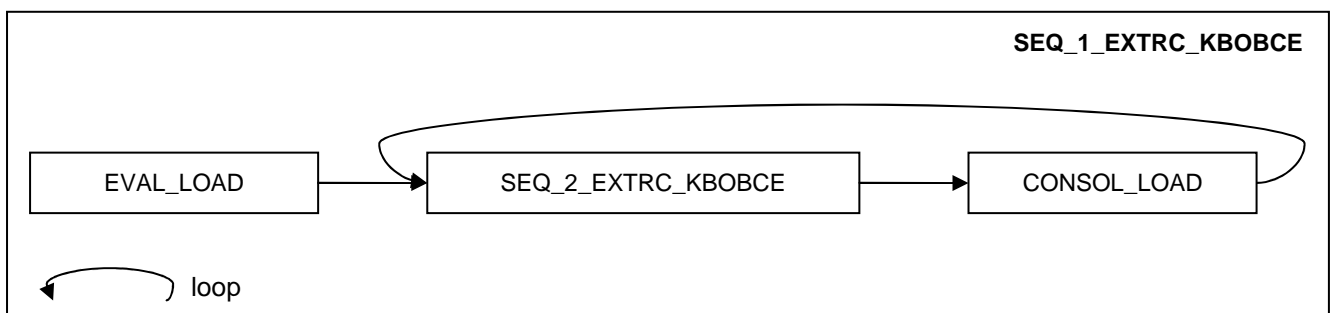 SEQ_1_EXTRC_KBOBCE
EVAL_LOAD
SEQ_2_EXTRC_KBOBCE
CONSOL_LOAD
loop